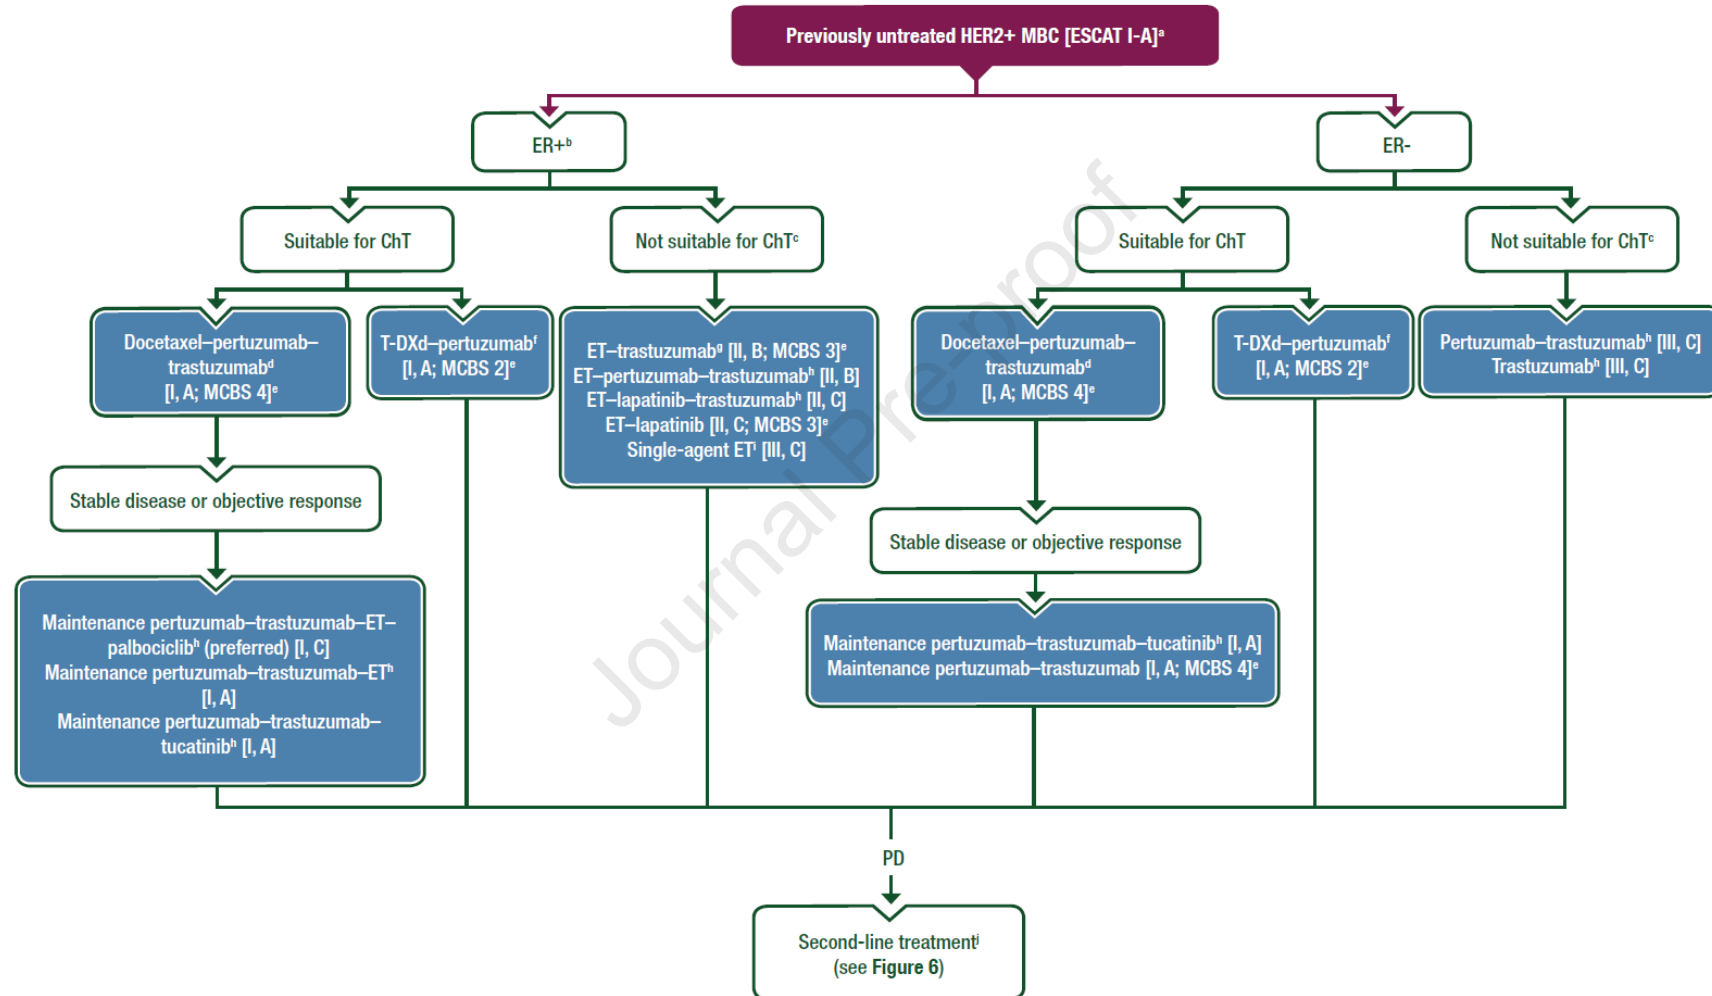 Previously untreated HER2+ MBC [ESCAT I-A]ᵃ
ER+ᵇ
ER-
Suitable for ChT
Not suitable for ChTᶜ
Suitable for ChT
Not suitable for ChTᶜ
Docetaxel–pertuzumab–
trastuzumabᵈ
[I, A; MCBS 4]ᵉ
T-DXd–pertuzumabᶠ
[I, A; MCBS 2]ᵉ
ET–trastuzumabᵍ [II, B; MCBS 3]ᵉ
ET–pertuzumab–trastuzumabʰ [II, B]
ET–lapatinib–trastuzumabʰ [II, C]
ET–lapatinib [II, C; MCBS 3]ᵉ
Single-agent ETⁱ [III, C]
Docetaxel–pertuzumab–
trastuzumabᵈ
[I, A; MCBS 4]ᵉ
T-DXd–pertuzumabᶠ
[I, A; MCBS 2]ᵉ
Pertuzumab–trastuzumabʰ [III, C]
Trastuzumabʰ [III, C]
Stable disease or objective response
Stable disease or objective response
Maintenance pertuzumab–trastuzumab–ET–
palbociclibʰ (preferred) [I, C]
Maintenance pertuzumab–trastuzumab–ETʰ
[I, A]
Maintenance pertuzumab–trastuzumab–
tucatinibʰ [I, A]
Maintenance pertuzumab–trastuzumab–tucatinibʰ [I, A]
Maintenance pertuzumab–trastuzumab [I, A; MCBS 4]ᵉ
PD
Second-line treatmentʲ
(see Figure 6)
Journal Pre-proof